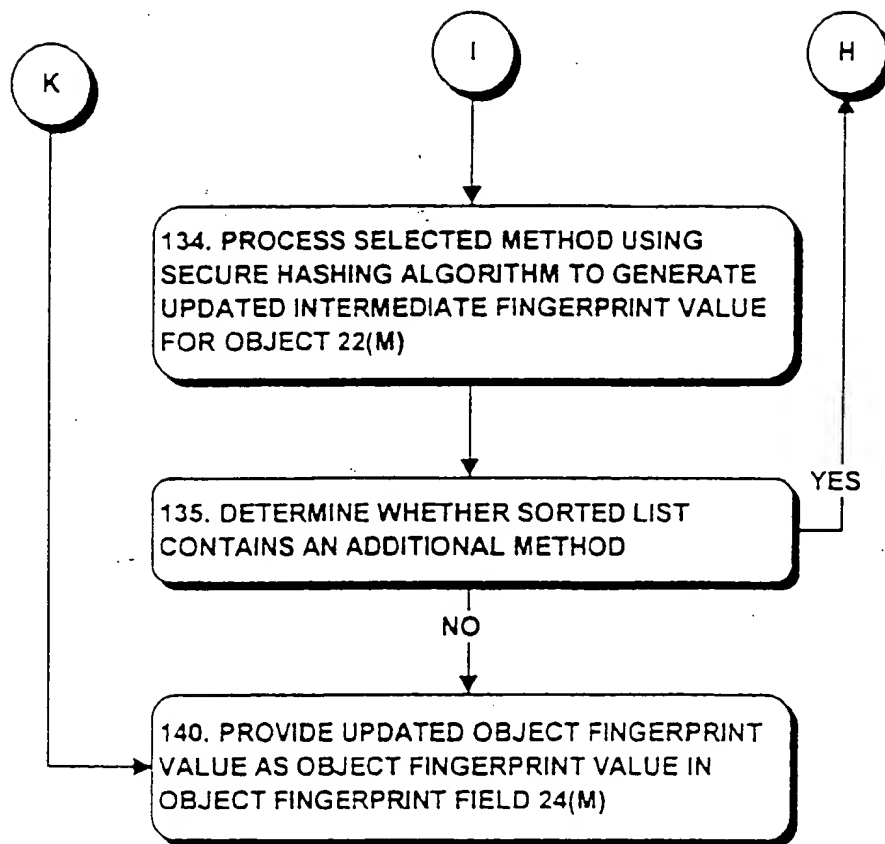 K
I
H
134. PROCESS SELECTED METHOD USING
SECURE HASHING ALGORITHM TO GENERATE
UPDATED INTERMEDIATE FINGERPRINT VALUE
FOR OBJECT 22(M)
YES
135. DETERMINE WHETHER SORTED LIST
CONTAINS AN ADDITIONAL METHOD
NO
140. PROVIDE UPDATED OBJECT FINGERPRINT
VALUE AS OBJECT FINGERPRINT VALUE IN
OBJECT FINGERPRINT FIELD 24(M)